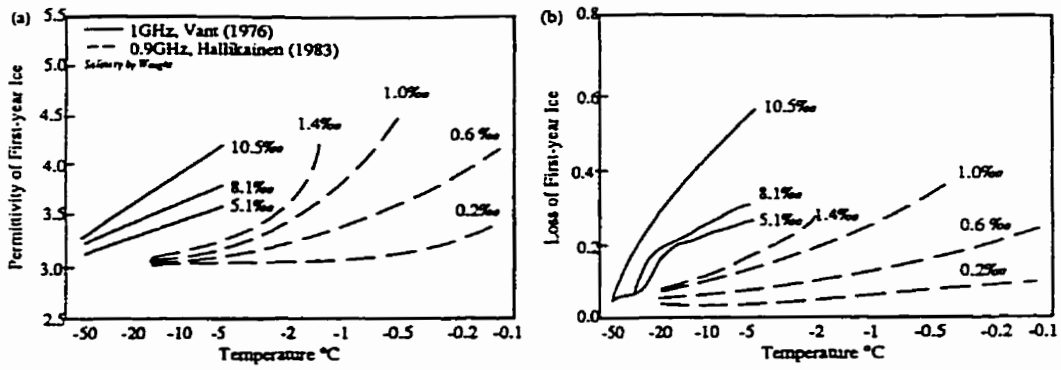 (a)
5.5
5.0
4.5
4.0
3.5
3.0
2.5
Permittivity of First-year Ice
1GHz, Vant (1976)
0.9GHz, Hallikainen (1983)
Salinity by Weight
10.5‰
8.1‰
5.1‰
1.4‰
1.0‰
0.6 ‰
0.2‰
-50 -20 -10 -5 -2 -1 -0.5 -0.2 -0.1
Temperature °C
(b)
0.8
0.6
0.4
0.2
0.0
Loss of First-year Ice
10.5‰
8.1‰
5.1‰
1.4‰
1.0‰
0.6 ‰
0.2‰
-50 -20 -10 -5 -2 -1 -0.5 -0.2 -0.1
Temperature °C